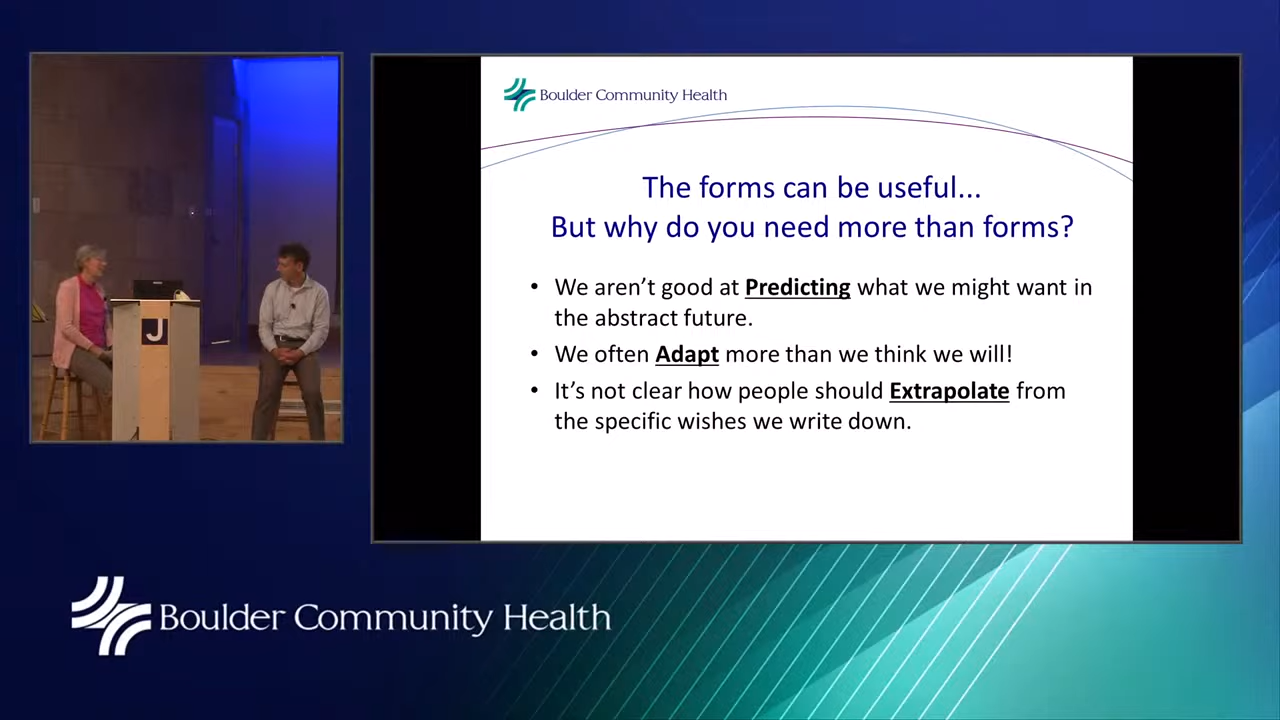 Boulder Community Health
The forms can be useful...
But why do you need more than forms?
• We aren't good at Predicting what we might want in
the abstract future.
• We often Adapt more than we think we will!
• It's not clear how people should Extrapolate from
the specific wishes we write down.
J
Boulder Community Health